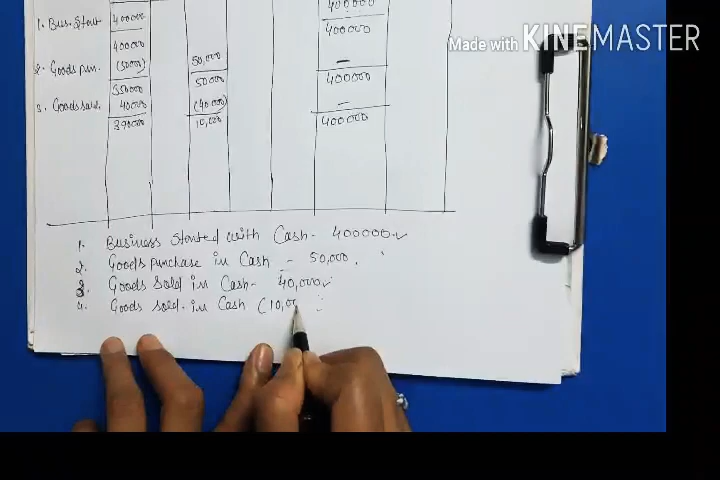 400000
1. Bus. Start 400000 400000
400000
50,000
2. Goods pur. (50000) —
350000 50000 400000
3. Goods sold. 40000 (40000) —
390000 10,000 400000
Made with KINEMASTER
1. Business started with Cash - 400000 ✓
2. Goods purchase in Cash - 50,000.
3. Goods sold in Cash - 40,000 ✓
4. Goods sold. in Cash (10,00